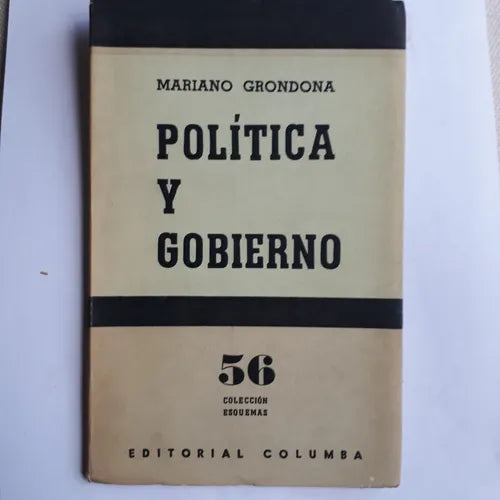 MARIANO GRONDONA
POLÍTICA
Y
GOBIERNO
56
COLECCIÓN
ESQUEMAS
EDITORIAL COLUMBA